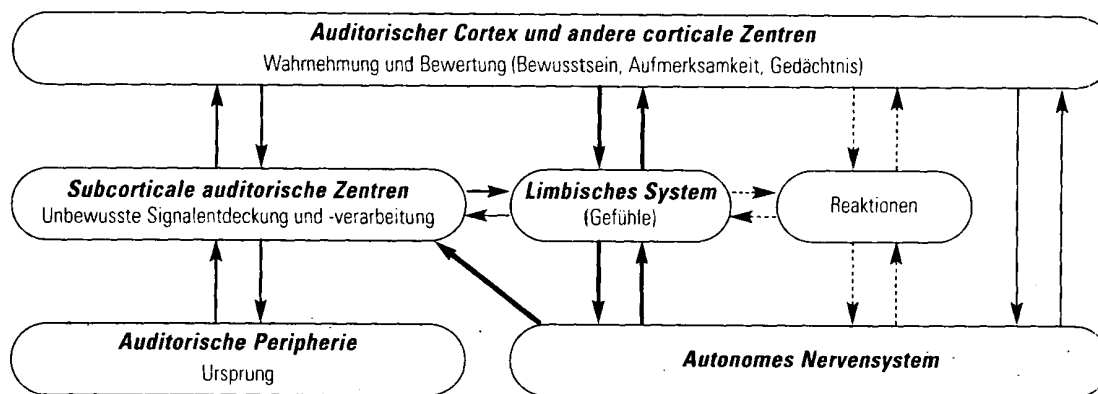 Auditorischer Cortex und andere corticale Zentren
Wahrnehmung und Bewertung (Bewusstsein, Aufmerksamkeit, Gedächtnis)
Subcorticale auditorische Zentren
Unbewusste Signalentdeckung und -verarbeitung
Limbisches System
(Gefühle)
Reaktionen
Auditorische Peripherie
Ursprung
Autonomes Nervensystem